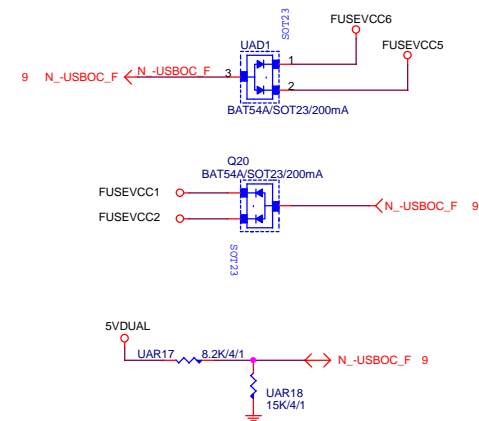 SOT23
FUSEVCC6
UAD1
FUSEVCC5
9 N_-USBOC_F N_-USBOC_F 3
1
2
BAT54A/SOT23/200mA
Q20
BAT54A/SOT23/200mA
FUSEVCC1
N_-USBOC_F 9
FUSEVCC2
SOT23
5VDUAL
UAR17 8.2K/4/1
N_-USBOC_F 9
UAR18
15K/4/1